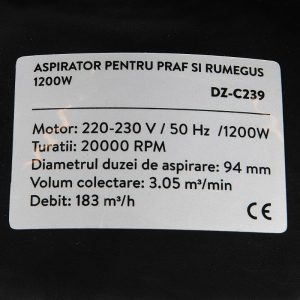 ASPIRATOR PENTRU PRAF SI RUMEGUS
1200W
DZ-C239
Motor: 220-230 V / 50 Hz /1200W
Turatii: 20000 RPM
Diametrul duzei de aspirare: 94 mm
Volum colectare: 3.05 m³/min
Debit: 183 m³/h
CE